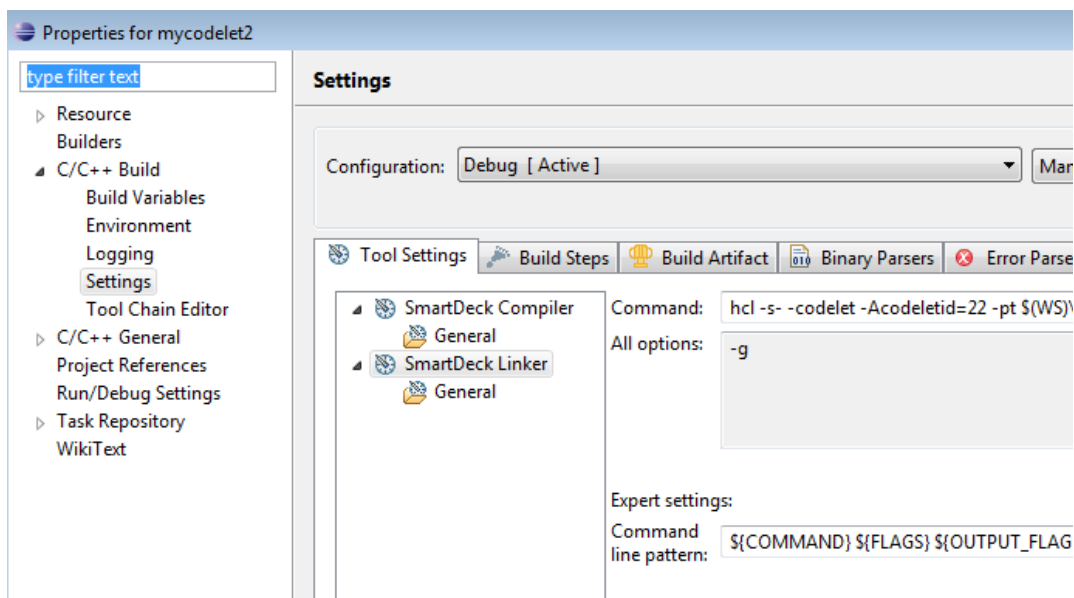 Properties for mycodelet2
type filter text
Resource
Builders
C/C++ Build
Build Variables
Environment
Logging
Settings
Tool Chain Editor
C/C++ General
Project References
Run/Debug Settings
Task Repository
WikiText
Settings
Configuration: Debug [ Active ] Man
Tool Settings Build Steps Build Artifact Binary Parsers Error Parse
SmartDeck Compiler
General
SmartDeck Linker
General
Command: hcl -s- -codelet -Acodeletid=22 -pt $(WS)\
All options: -g
Expert settings:
Command
line pattern: ${COMMAND} ${FLAGS} ${OUTPUT_FLAG